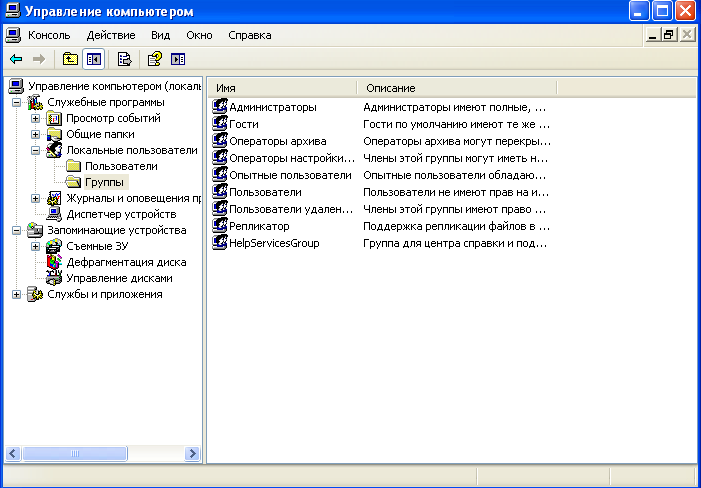 Управление компьютером
Консоль Действие Вид Окно Справка
Управление компьютером (локаль
Служебные программы
Просмотр событий
Общие папки
Локальные пользователи
Пользователи
Группы
Журналы и оповещения пр
Диспетчер устройств
Запоминающие устройства
Съемные ЗУ
Дефрагментация диска
Управление дисками
Службы и приложения
Имя Описание
Администраторы Администраторы имеют полные, ...
Гости Гости по умолчанию имеют те же ...
Операторы архива Операторы архива могут перекры...
Операторы настройки... Члены этой группы могут иметь н...
Опытные пользователи Опытные пользователи обладаю...
Пользователи Пользователи не имеют прав на и...
Пользователи удален... Члены этой группы имеют право ...
Репликатор Поддержка репликации файлов в ...
HelpServicesGroup Группа для центра справки и под...